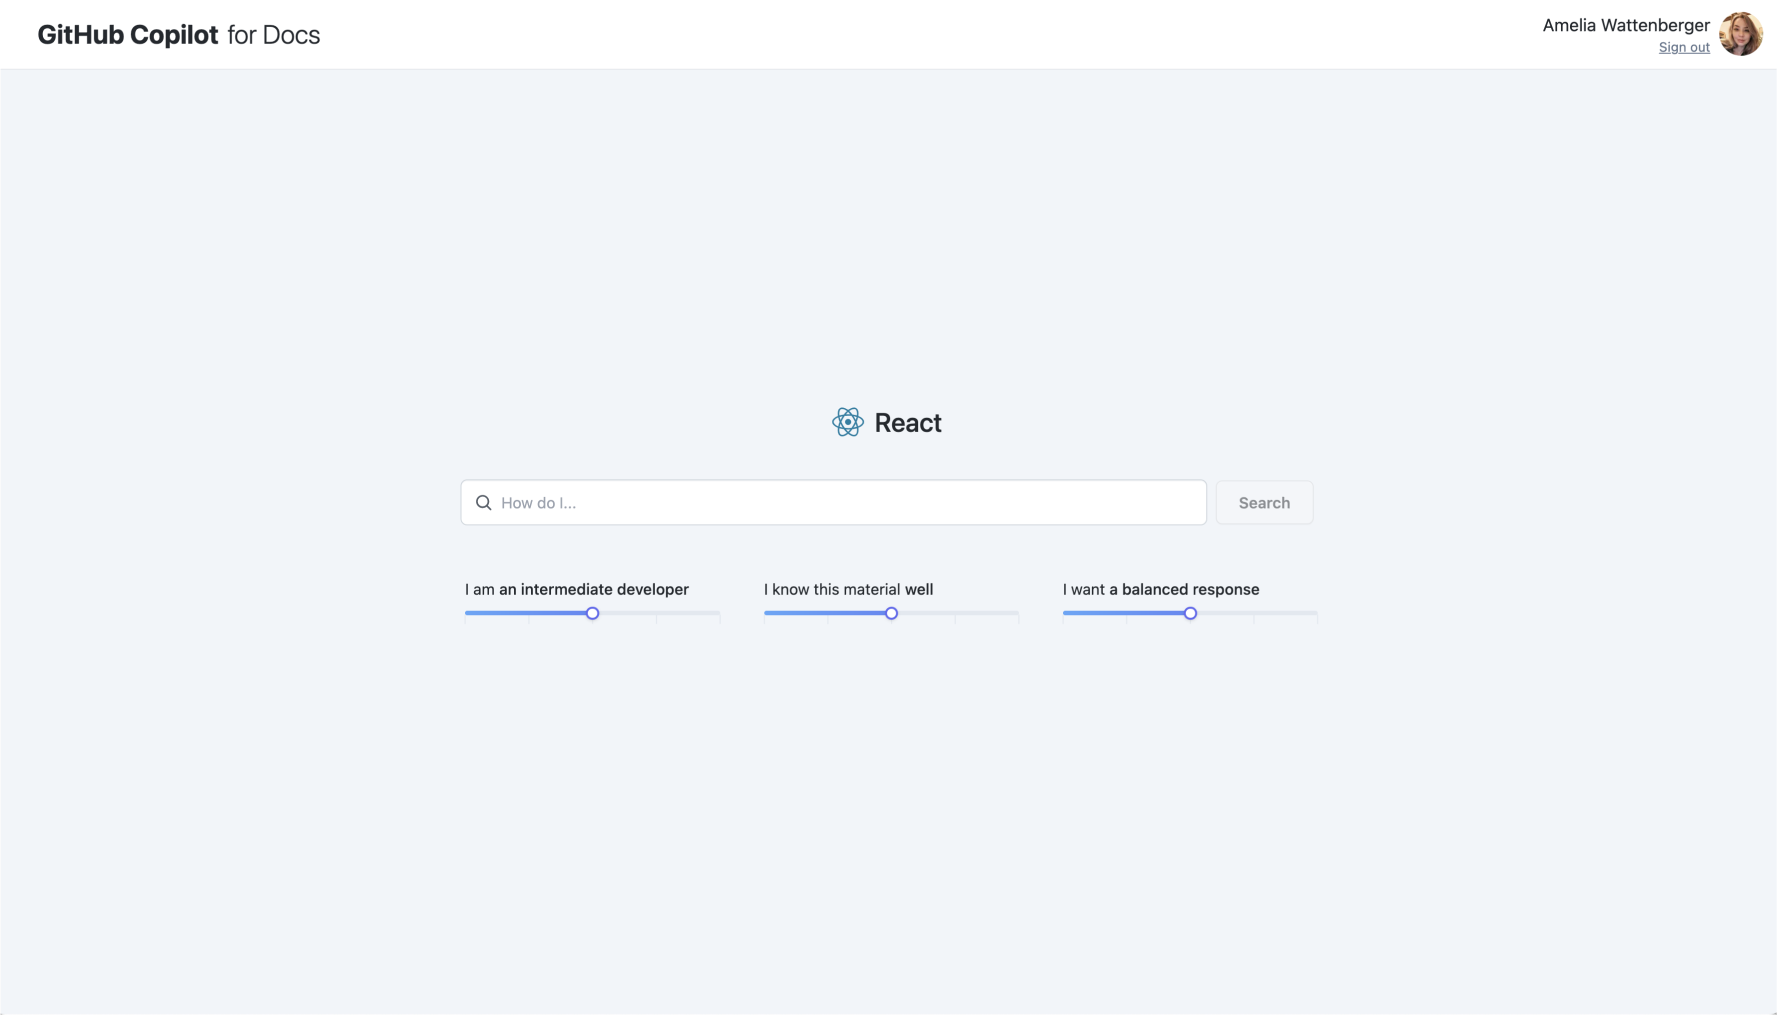 GitHub Copilot for Docs
Amelia Wattenberger
Sign out
React
How do I...
Search
I am an intermediate developer
I know this material well
I want a balanced response